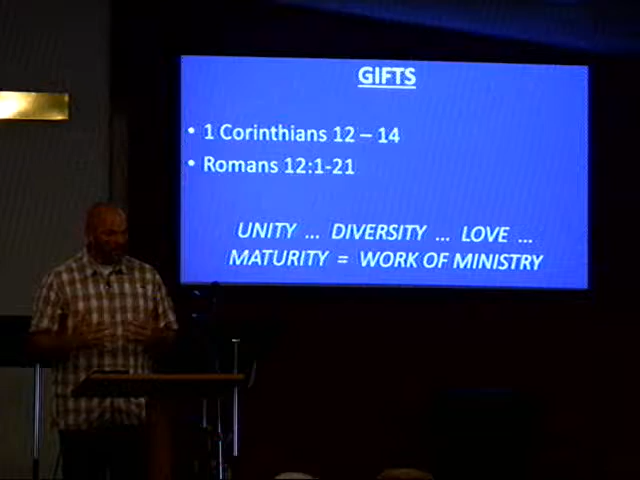 GIFTS
• 1 Corinthians 12 – 14
• Romans 12:1-21
UNITY ... DIVERSITY ... LOVE ...
MATURITY = WORK OF MINISTRY